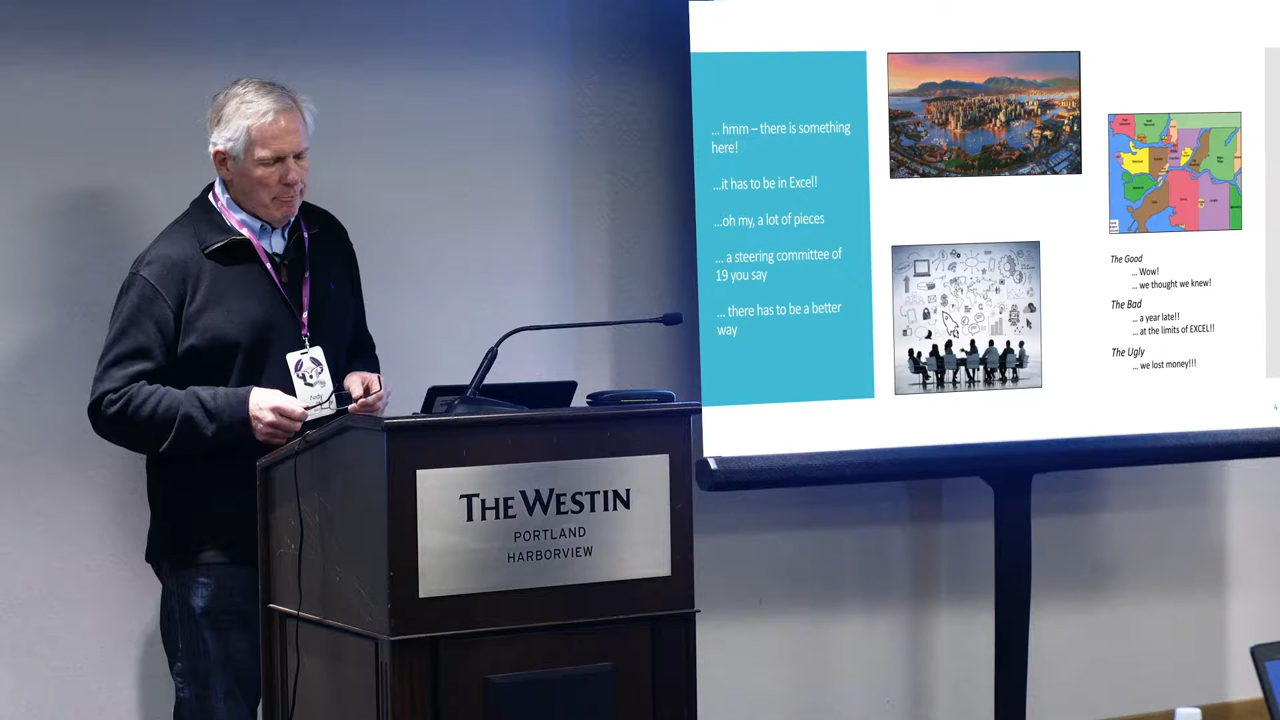 ... hmm – there is something
here!
...it has to be in Excel!
...oh my, a lot of pieces
... a steering committee of
19 you say
... there has to be a better
way
The Good
... Wow!
... we thought we knew!
The Bad
... a year late!!
... at the limits of EXCEL!!
The Ugly
... we lost money!!!
4
THE WESTIN
PORTLAND
HARBORVIEW